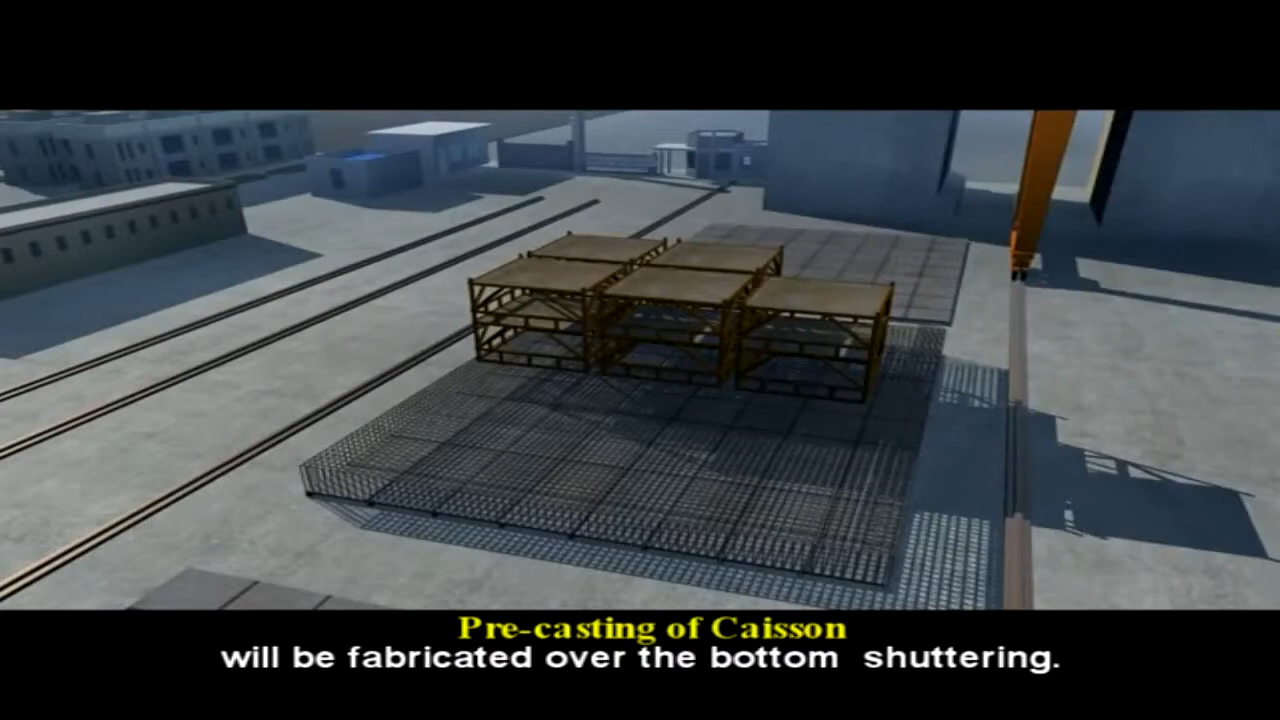 Pre-casting of Caisson
will be fabricated over the bottom  shuttering.